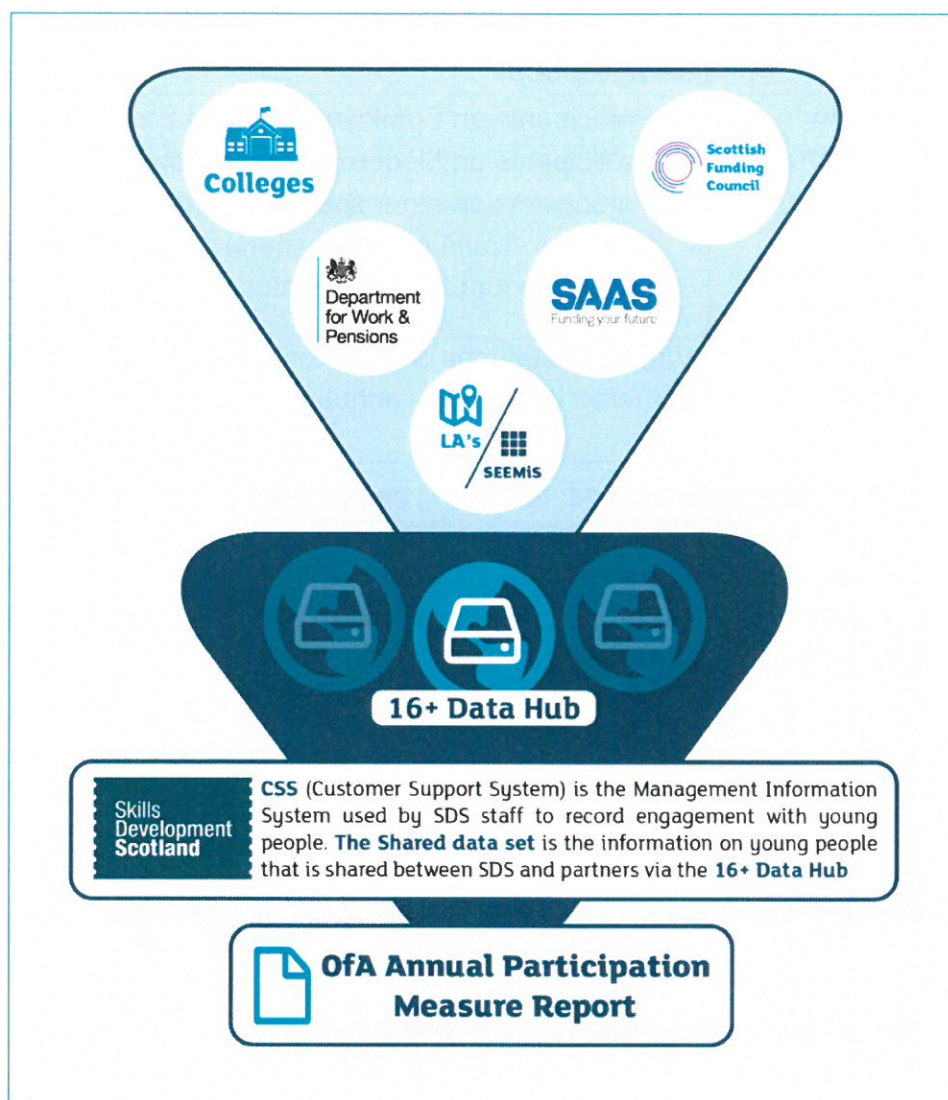 Colleges
Scottish
Funding
Council
Department
for Work &
Pensions
SAAS
Funding your future
LA's
SEEMiS
16+ Data Hub
Skills
Development
Scotland
CSS (Customer Support System) is the Management Information
System used by SDS staff to record engagement with young
people. The Shared data set is the information on young people
that is shared between SDS and partners via the 16+ Data Hub
OfA Annual Participation
Measure Report